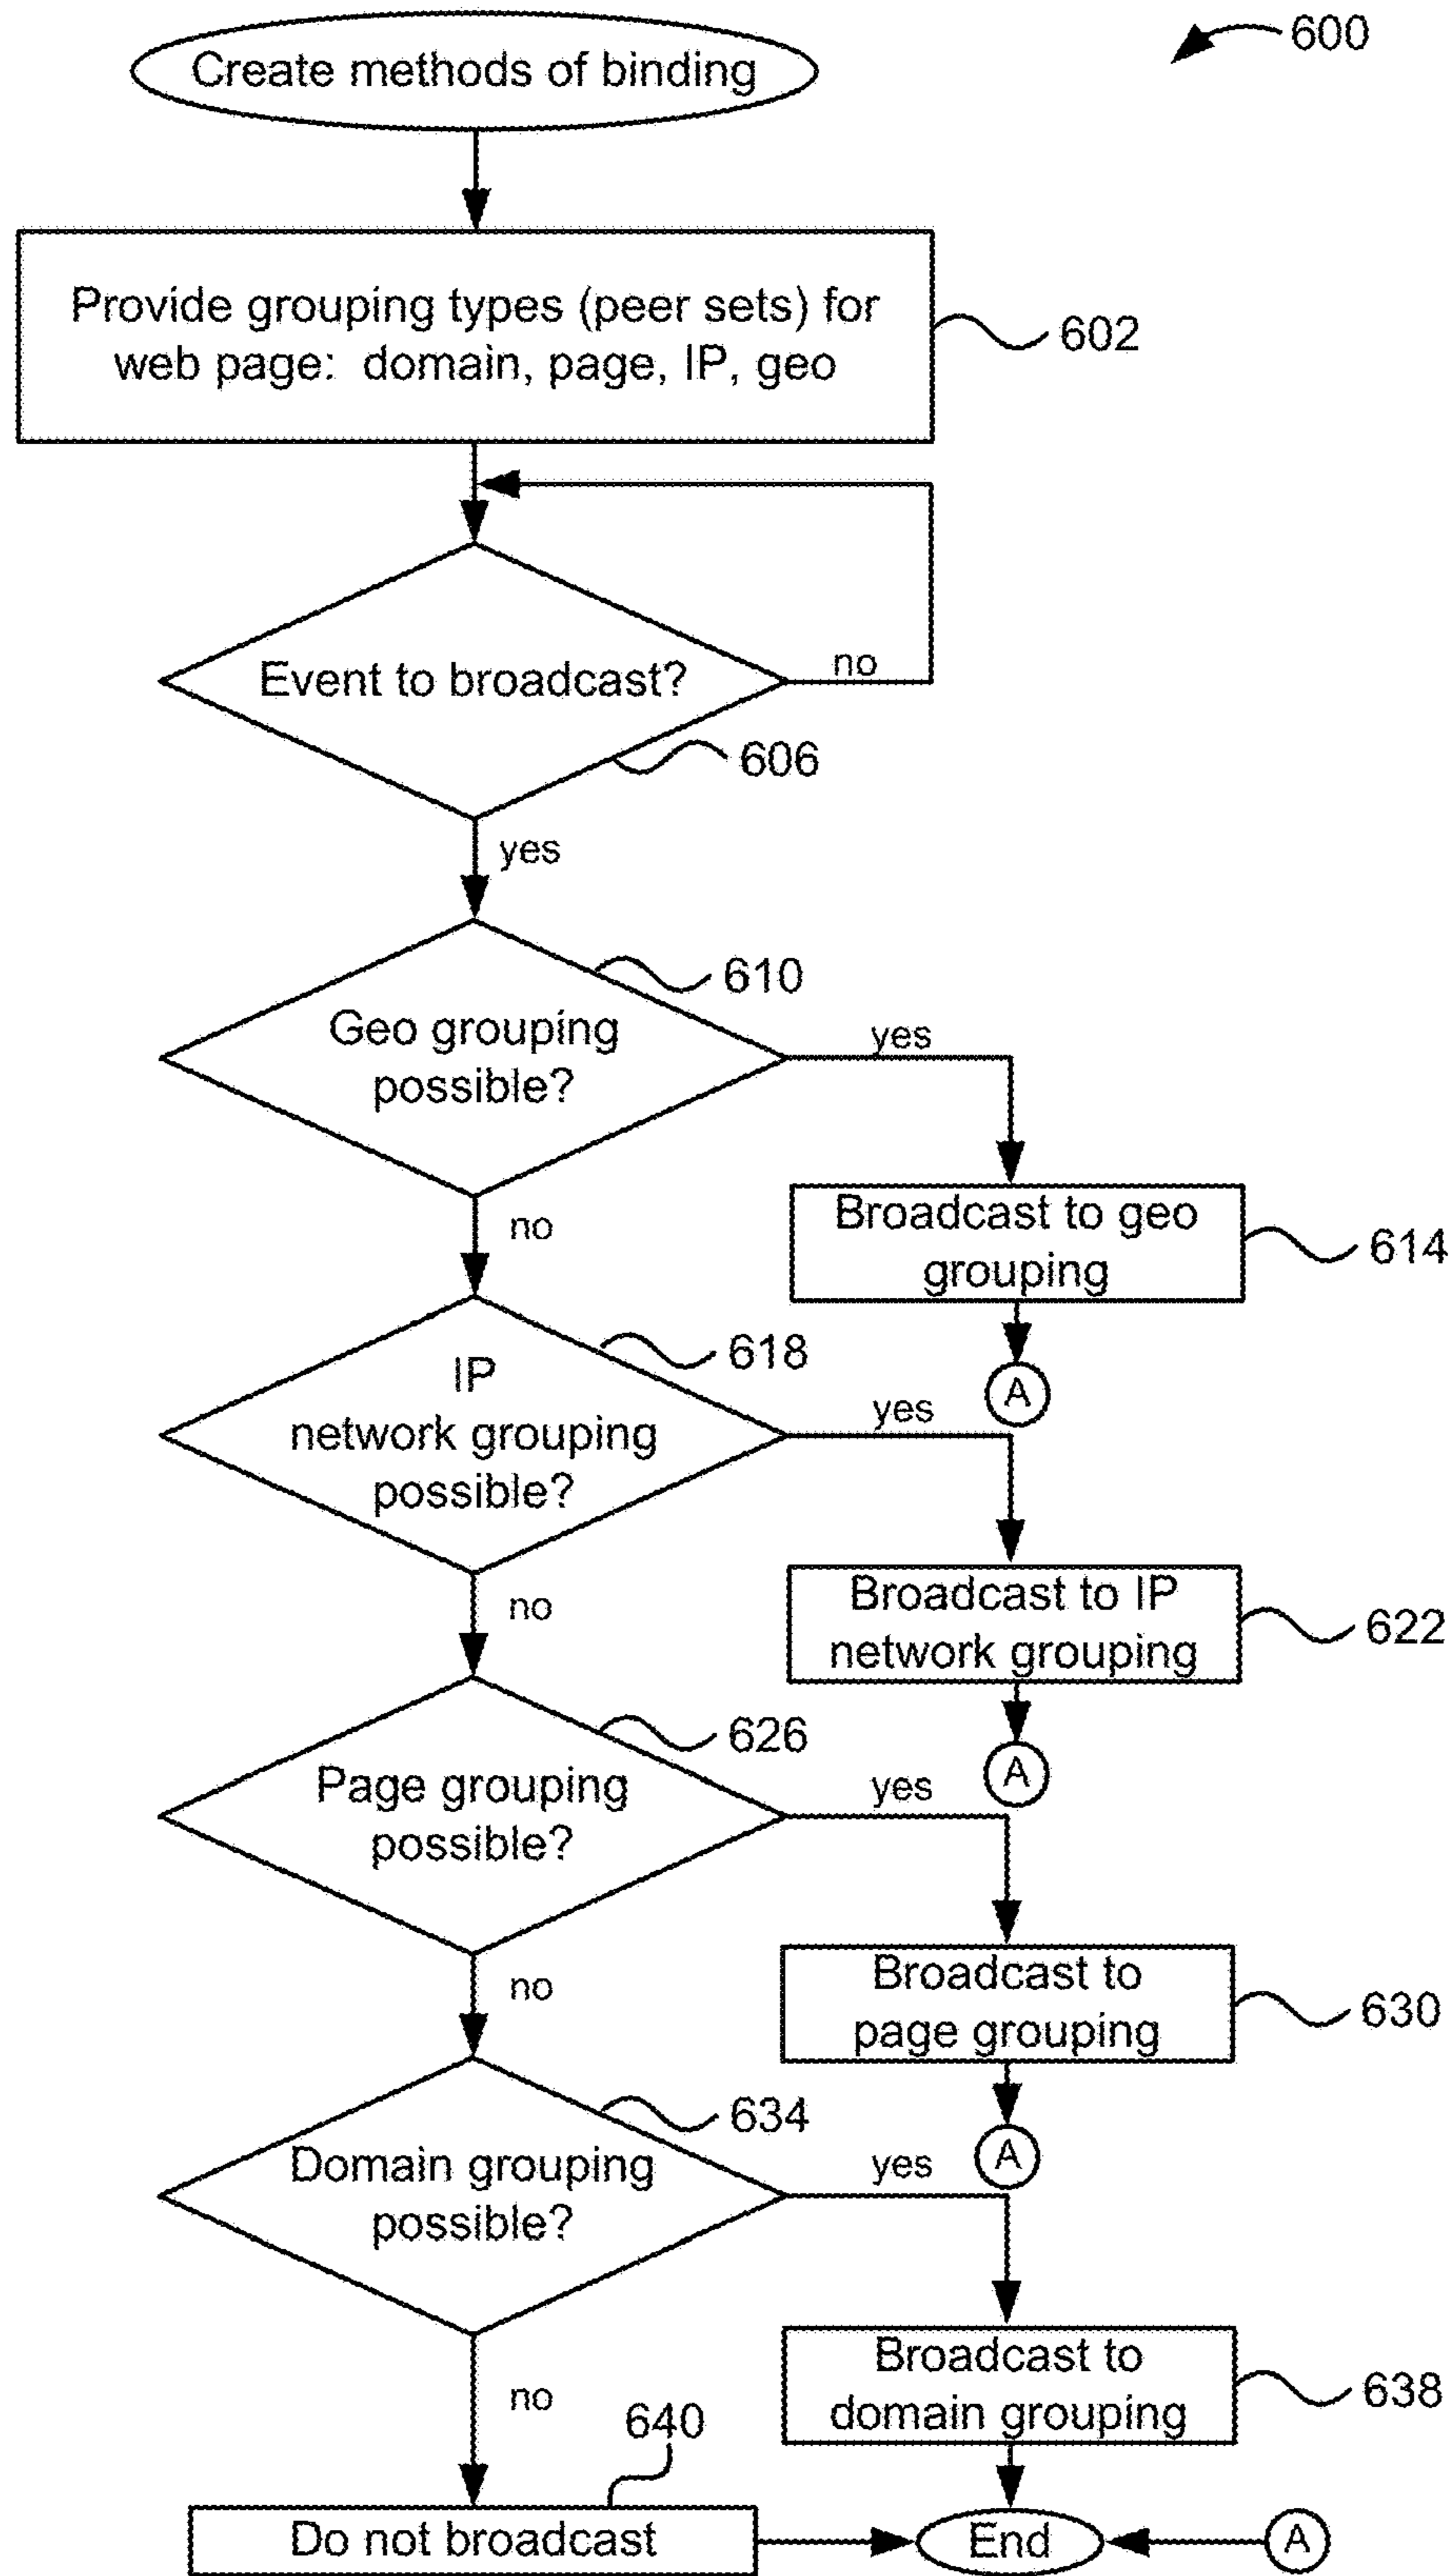 Create methods of binding
600
Provide grouping types (peer sets) for
web page: domain, page, IP, geo
602
Event to broadcast?
no
606
yes
610
Geo grouping
possible?
yes
no
Broadcast to geo
grouping
614
A
618
IP
network grouping
possible?
yes
no
Broadcast to IP
network grouping
622
A
626
Page grouping
possible?
yes
no
Broadcast to
page grouping
630
A
634
Domain grouping
possible?
yes
no
Broadcast to
domain grouping
638
640
Do not broadcast
End
A